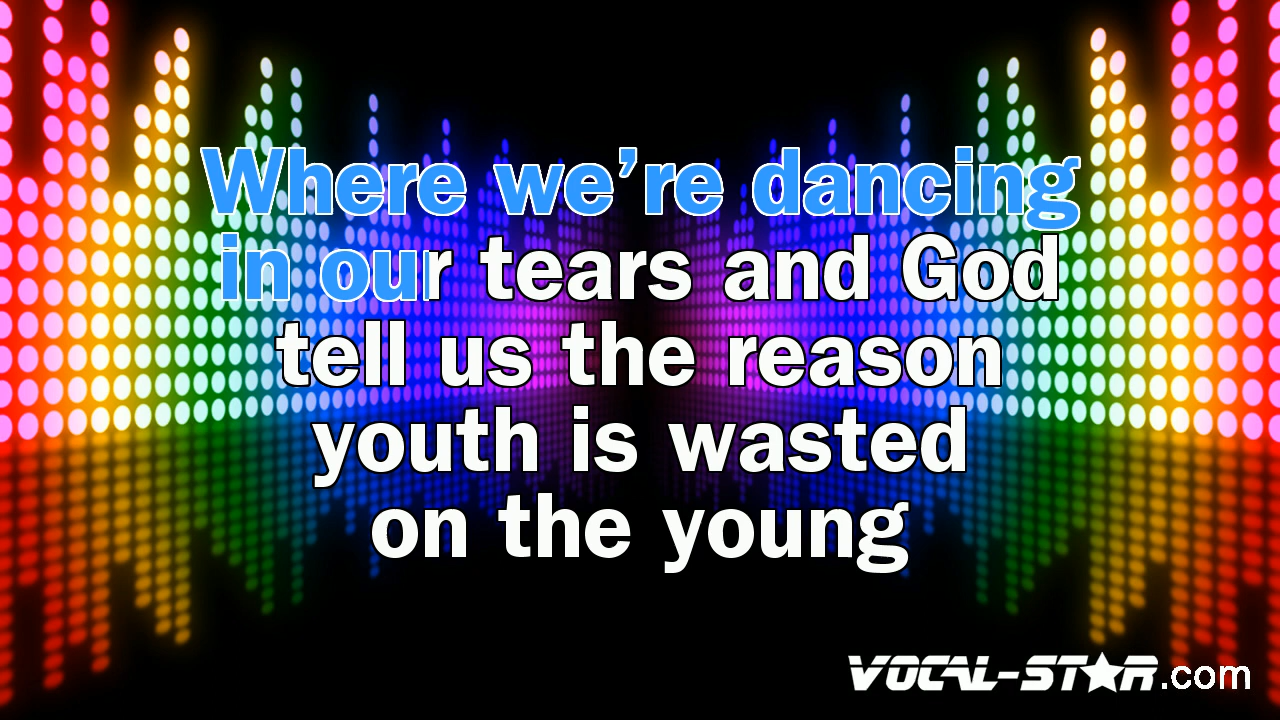 Where we’re dancing
in our tears and God
tell us the reason
youth is wasted
on the young
VOCAL-STAR.com